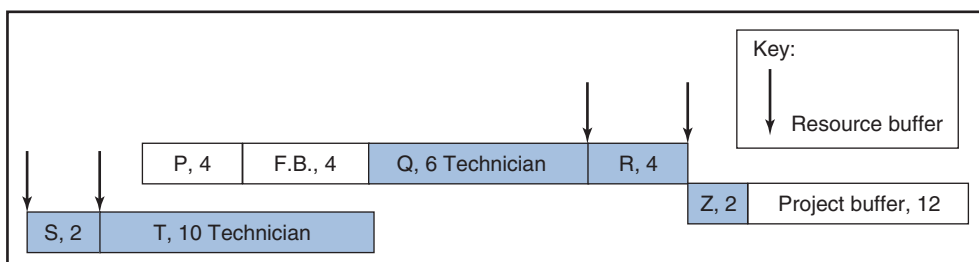 Key:
Resource buffer
P, 4
F.B., 4
Q, 6 Technician
R, 4
Z, 2
Project buffer, 12
S, 2
T, 10 Technician